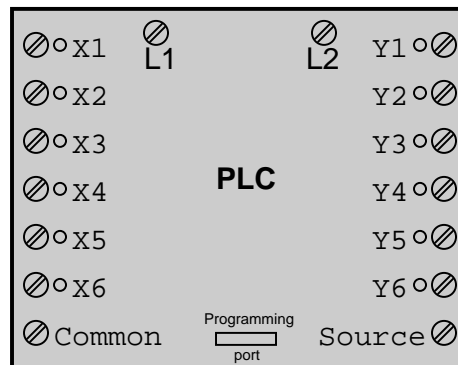 X1 L1 L2 Y1
X2 Y2
X3 Y3
X4 PLC Y4
X5 Y5
X6 Y6
Common Programming port Source